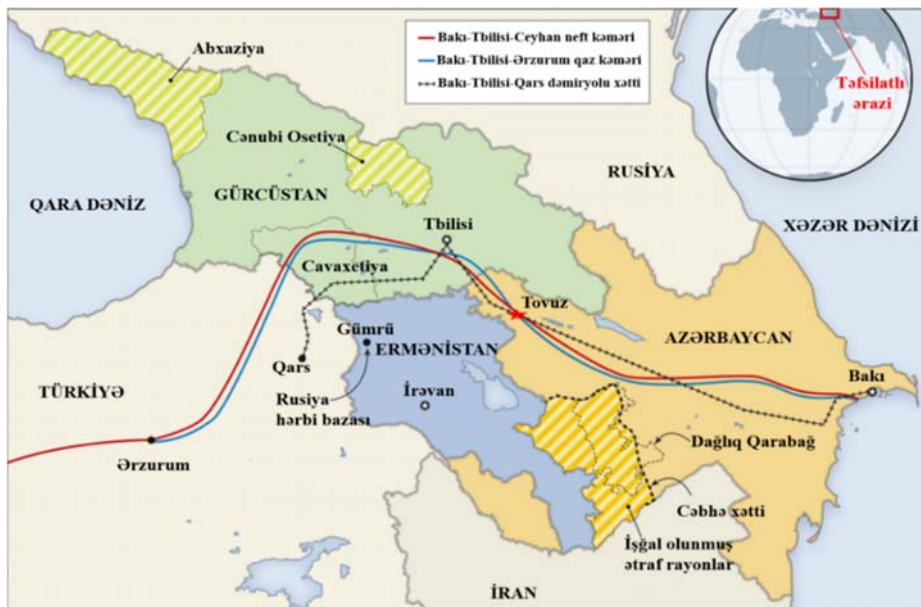 Abxaziya
Bakı-Tbilisi-Ceyhan neft kəməri
Bakı-Tbilisi-Ərzurum qaz kəməri
Bakı-Tbilisi-Qars dəmiryolu xətti
Təfsilatlı
ərazi
Cənubi Osetiya
RUSİYA
QARA DƏNİZ
GÜRCÜSTAN
XƏZƏR DƏNİZİ
Tbilisi
Cavaxetiya
Tovuz
Gümrü
AZƏRBAYCAN
ERMƏNİSTAN
Qars
Bakı
TÜRKİYƏ
Rusiya
hərbi bazası
İrəvan
Dağlıq Qarabağ
Ərzurum
Cəbhə xətti
İşğal olunmuş
ətraf rayonlar
İRAN